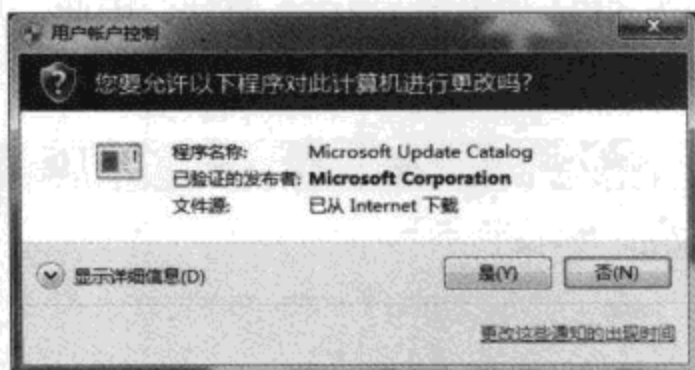 用户帐户控制
您要允许以下程序对此计算机进行更改吗?
程序名称: Microsoft Update Catalog
已验证的发布者: Microsoft Corporation
文件源: 已从 Internet 下载
显示详细信息(D) 是(Y) 否(N)
更改这些通知的出现时间